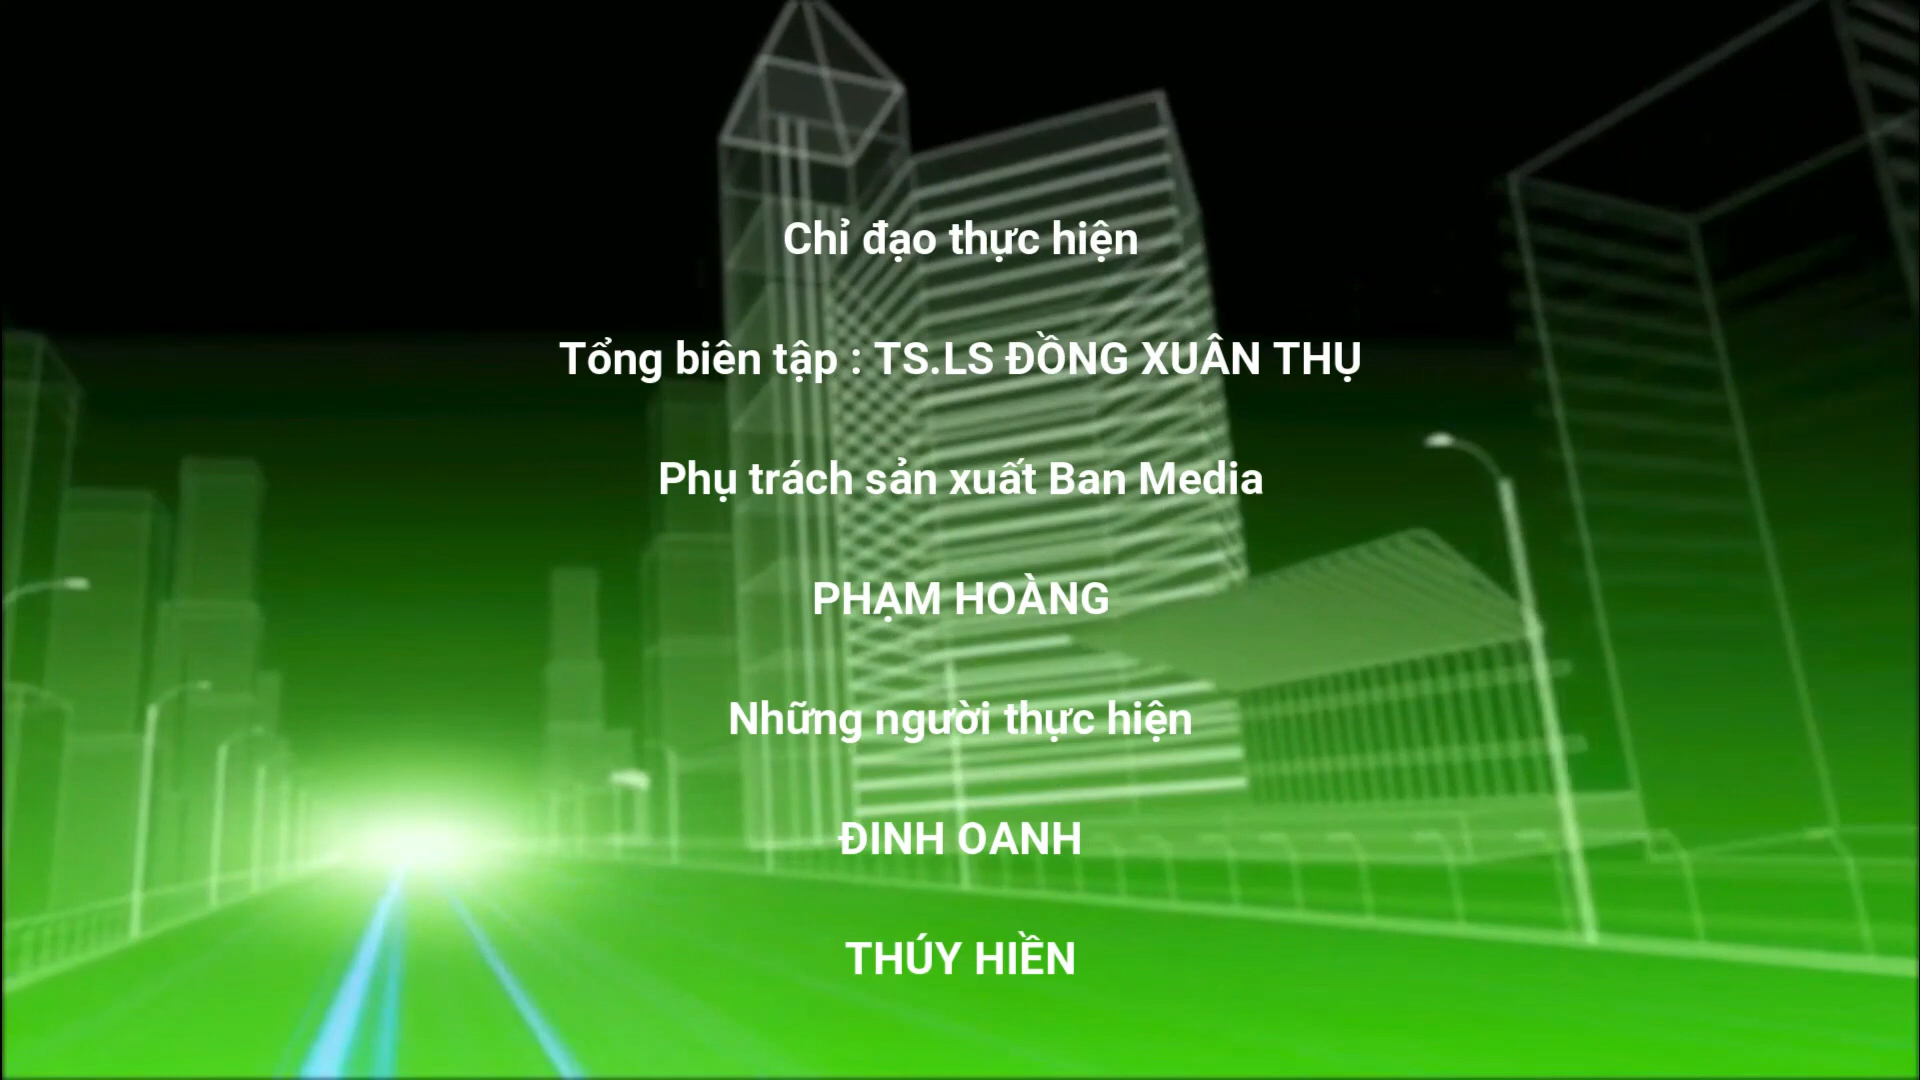 Chỉ đạo thực hiện
Tổng biên tập : TS.LS ĐỒNG XUÂN THỤ
Phụ trách sản xuất Ban Media
PHẠM HOÀNG
Những người thực hiện
ĐINH OANH
THÚY HIỀN